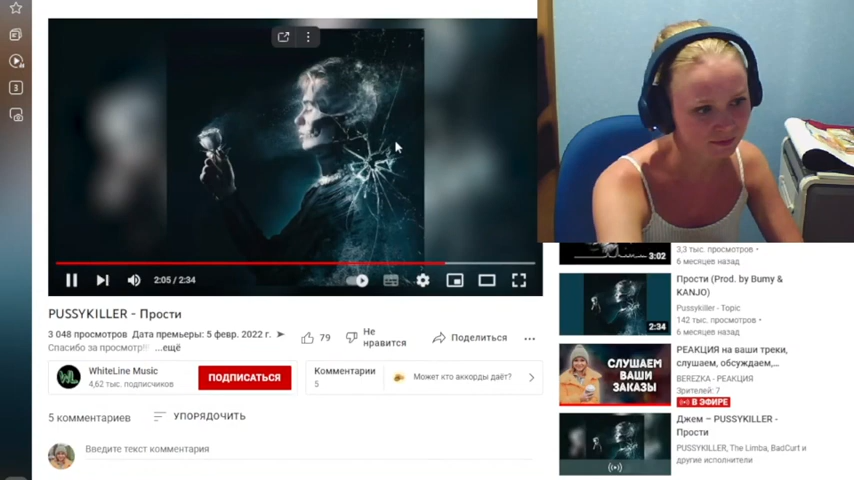 3
2:05 / 2:34
PUSSYKILLER - Прости
3 048 просмотров Дата премьеры: 5 февр. 2022 г.
Спасибо за просмотр!!! ...ещё
79
Не нравится
Поделиться
WhiteLine Music
4,62 тыс. подписчиков
ПОДПИСАТЬСЯ
Комментарии
5
Может кто аккорды даёт?
5 комментариев
УПОРЯДОЧИТЬ
Введите текст комментария
3:02
3,3 тыс. просмотров •
6 месяцев назад
2:34
Прости (Prod. by Bumy & KANJO)
Pussykiller - Topic
142 тыс. просмотров •
6 месяцев назад
СЛУШАЕМ
ВАШИ
ЗАКАЗЫ
РЕАКЦИЯ на ваши треки,
слушаем, обсуждаем,...
BEREZKA - РЕАКЦИЯ
Зрителей: 7
В ЭФИРЕ
Джем – PUSSYKILLER -
Прости
PUSSYKILLER, The Limba, BadCurt и
другие исполнители